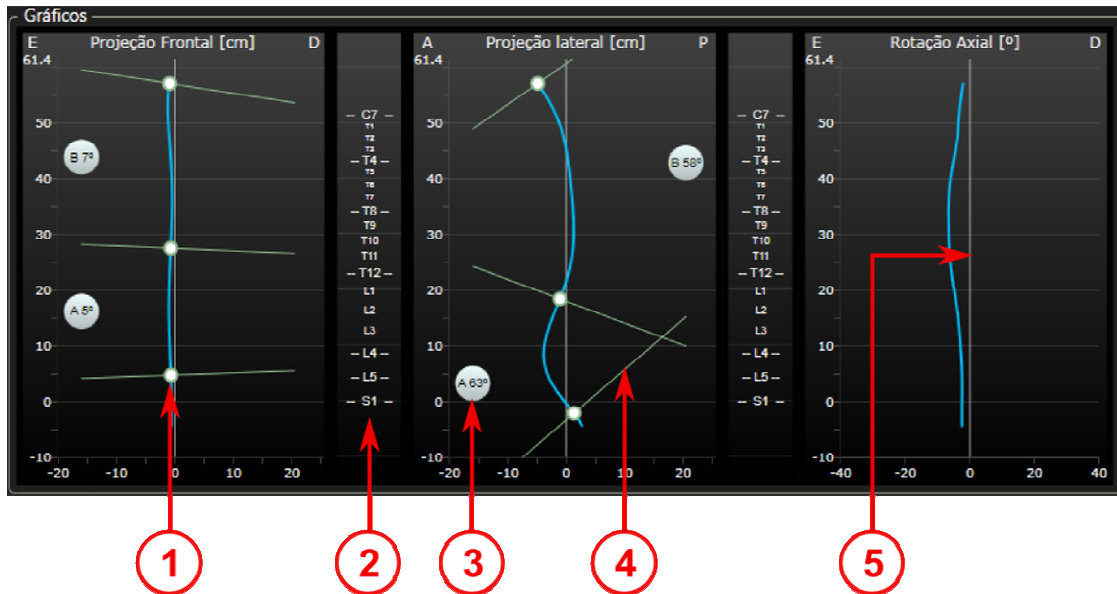 Gráficos
E Projeção Frontal [cm] D
61.4
50
40
30
20
10
0
-10
-20 0 20
B 7º
A 5º
-- C7 --
T1
T2
T3
-- T4 --
T5
T6
T7
-- T8 --
T9
T10
T11
-- T12 --
L1
L2
L3
-- L4 --
-- L5 --
-- S1 --
A Projeção lateral [cm] P
61.4
50
40
30
20
10
0
-10
-20 0 20
B 58º
A 63º
-- C7 --
T1
T2
T3
-- T4 --
T5
T6
T7
-- T8 --
T9
T10
T11
-- T12 --
L1
L2
L3
-- L4 --
-- L5 --
-- S1 --
E Rotação Axial [º] D
61.4
50
40
30
20
10
0
-10
-40 -20 0 20 40
1 2 3 4 5